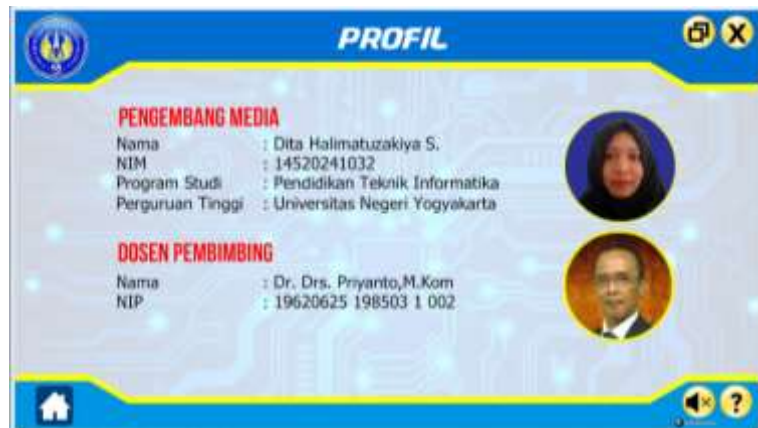 PROFIL
X
PENGEMBANG MEDIA
Nama : Dita Halimatuzakiya S.
NIM : 14520241032
Program Studi : Pendidikan Teknik Informatika
Perguruan Tinggi : Universitas Negeri Yogyakarta
DOSEN PEMBIMBING
Nama : Dr. Drs. Priyanto,M.Kom
NIP : 19620625 198503 1 002
?